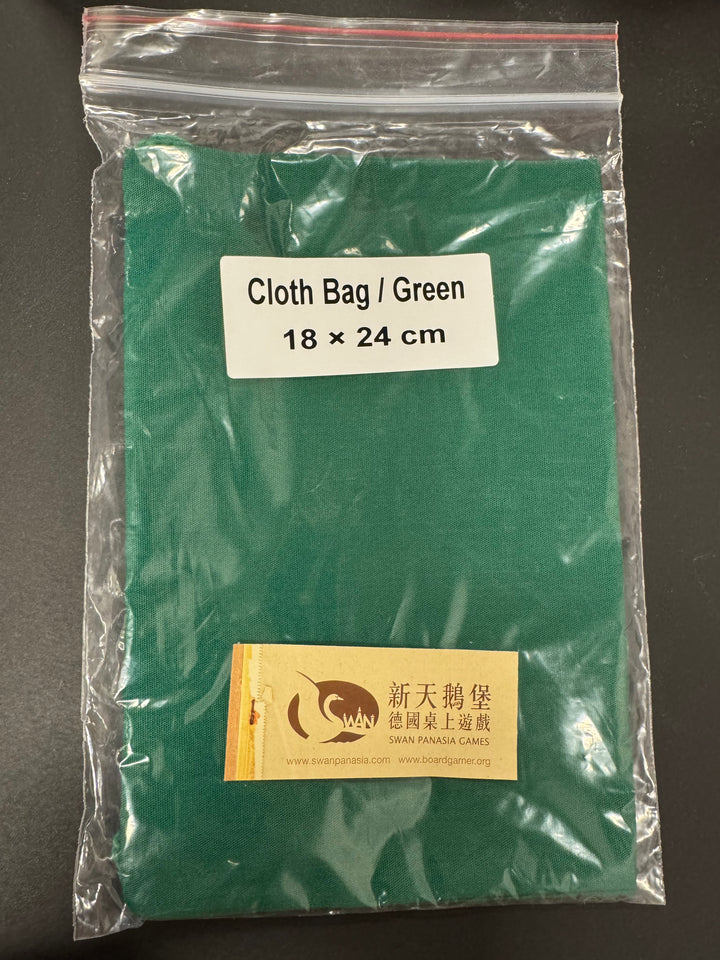 Cloth Bag / Green
18 × 24 cm
SWAN
新天鵝堡
德國桌上遊戲
SWAN PANASIA GAMES
www.swanpanasia.com www.boardgamer.org